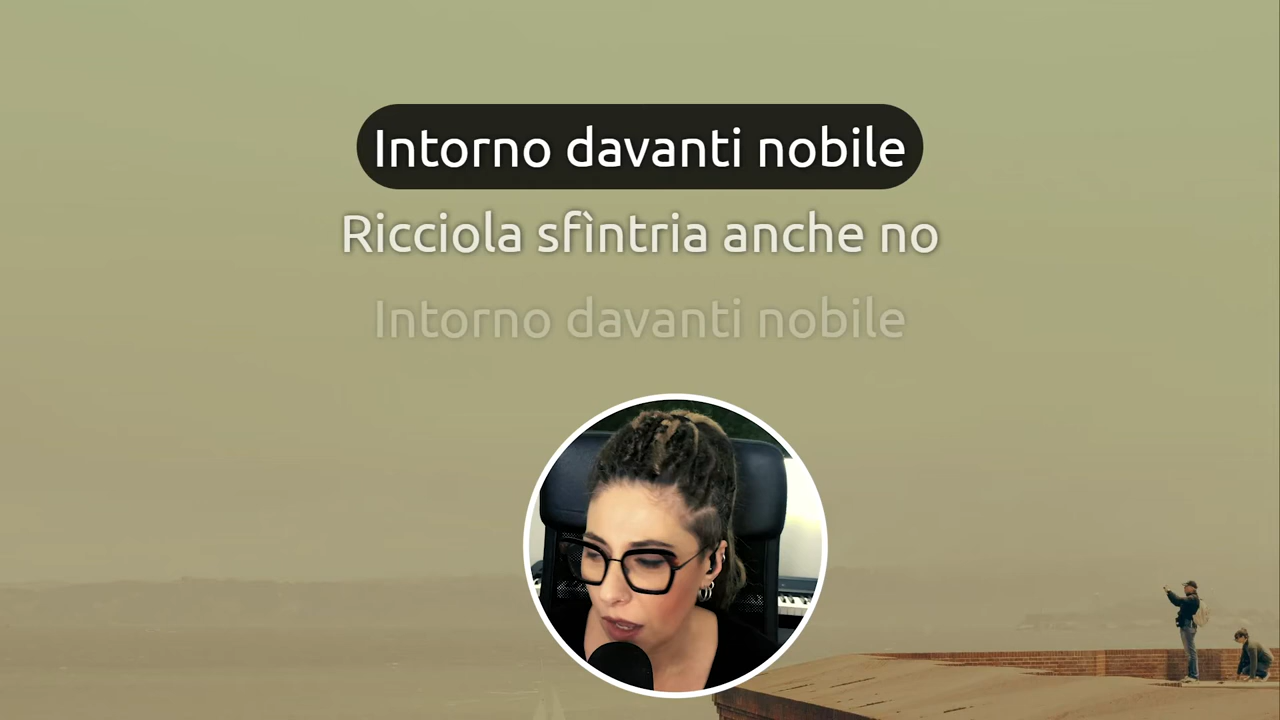 Intorno davanti nobile
Ricciola sfìntria anche no
Intorno davanti nobile